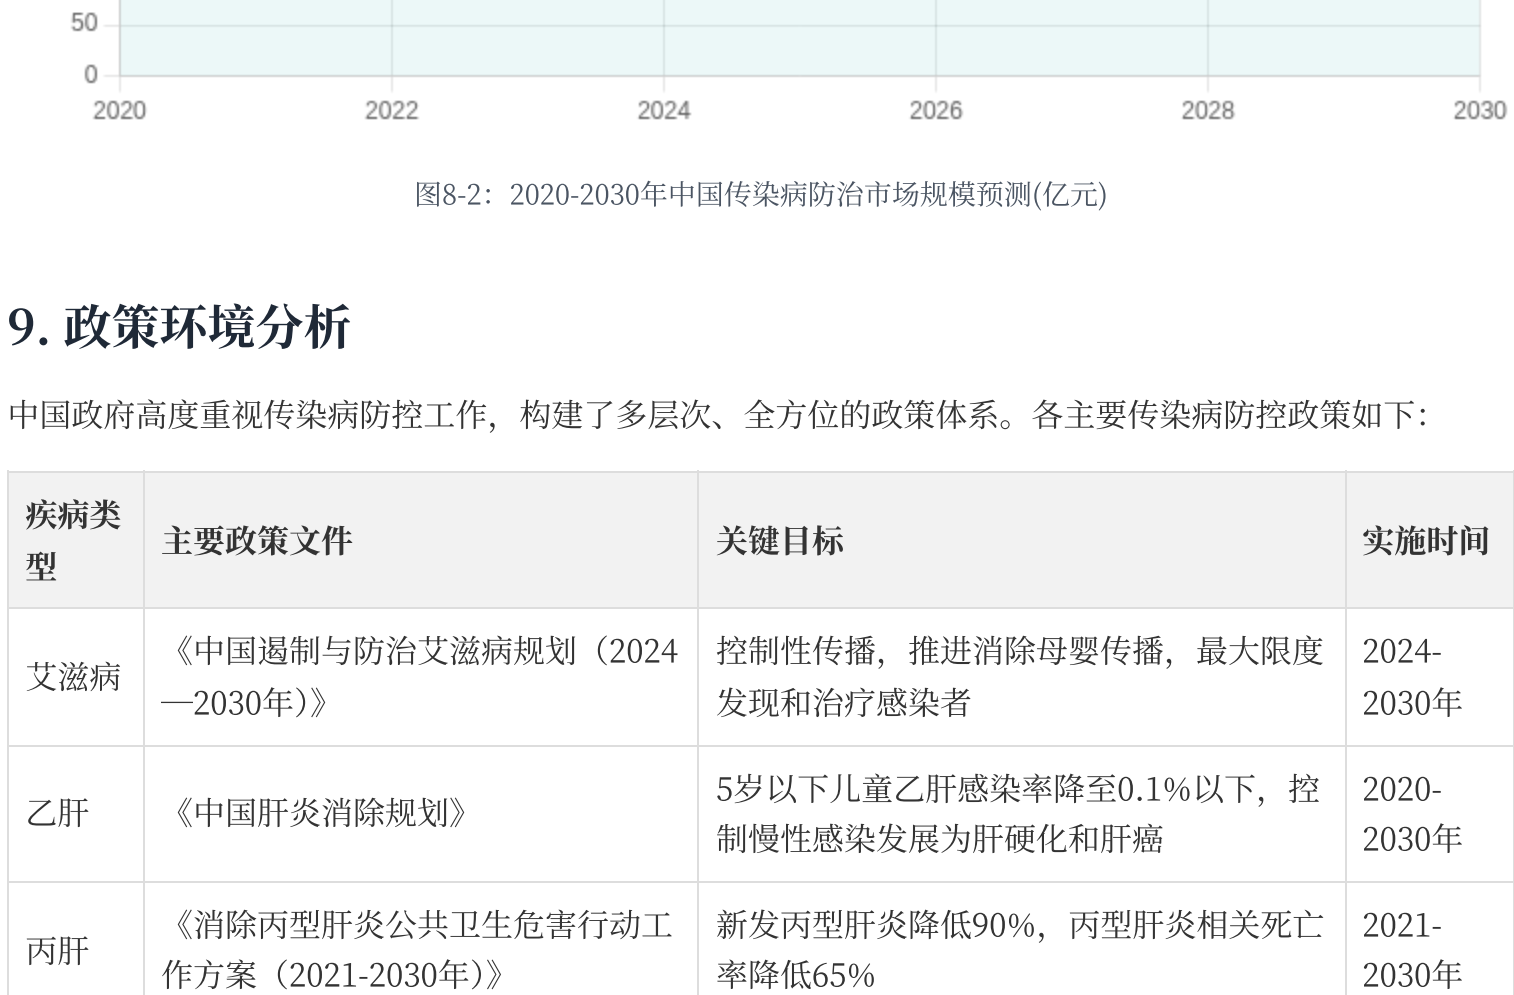 50
0
2020 2022 2024 2026 2028 2030
图8-2：2020-2030年中国传染病防治市场规模预测(亿元)
9. 政策环境分析
中国政府高度重视传染病防控工作，构建了多层次、全方位的政策体系。各主要传染病防控政策如下：
疾病类
型
主要政策文件
关键目标
实施时间
艾滋病
《中国遏制与防治艾滋病规划（2024
—2030年）》
控制性传播，推进消除母婴传播，最大限度
发现和治疗感染者
2024-
2030年
乙肝
《中国肝炎消除规划》
5岁以下儿童乙肝感染率降至0.1%以下，控
制慢性感染发展为肝硬化和肝癌
2020-
2030年
丙肝
《消除丙型肝炎公共卫生危害行动工
作方案（2021-2030年）》
新发丙型肝炎降低90%，丙型肝炎相关死亡
率降低65%
2021-
2030年